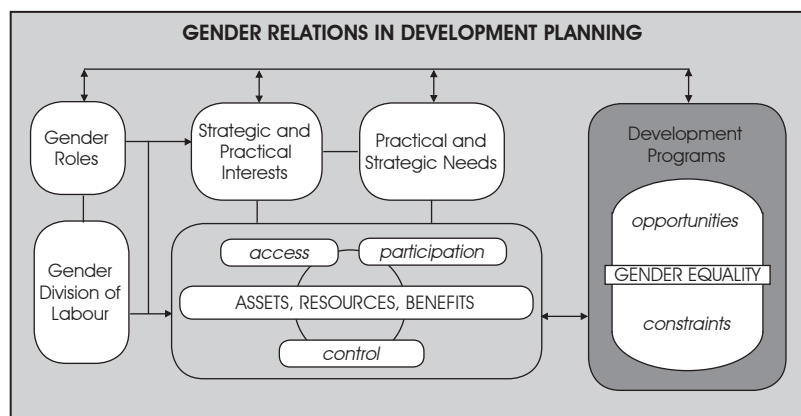 GENDER RELATIONS IN DEVELOPMENT PLANNING
Gender
Roles
Strategic and
Practical
Interests
Practical and
Strategic Needs
Development
Programs
Gender
Division of
Labour
access
participation
ASSETS, RESOURCES, BENEFITS
control
opportunities
GENDER EQUALITY
constraints